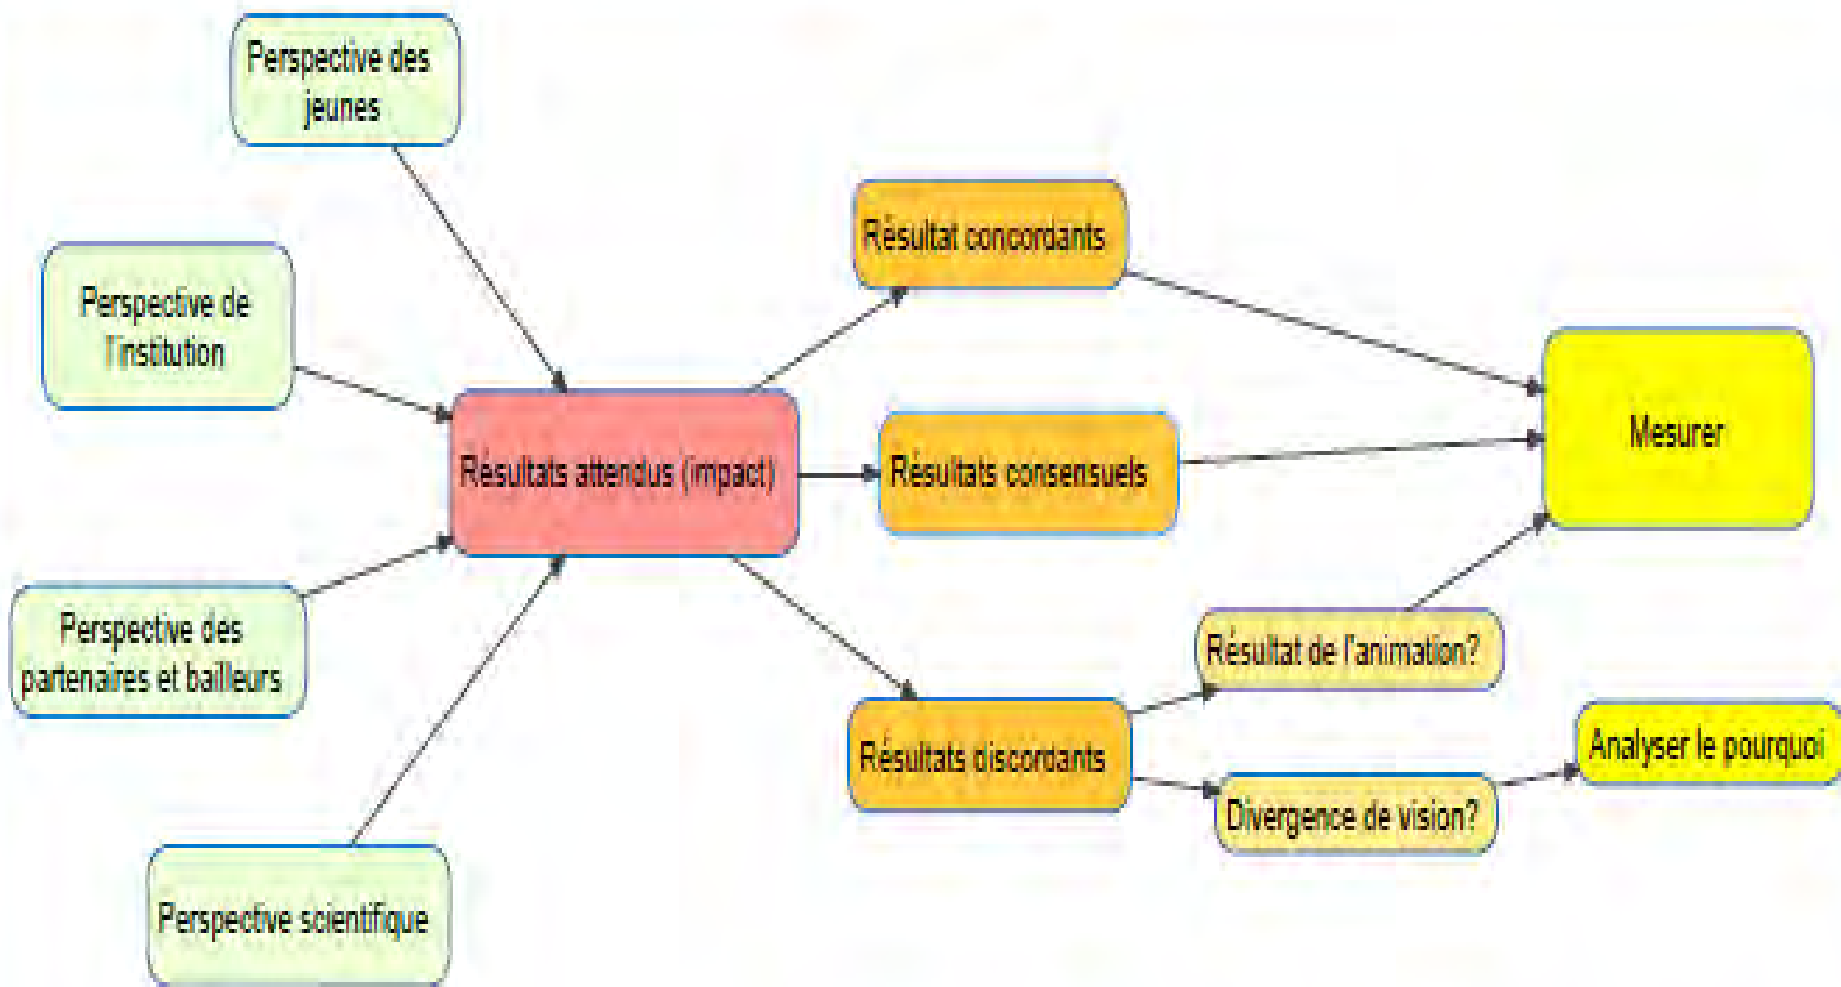 Perspective des
jeunes
Perspective de
l'institution
Perspective des
partenaires et bailleurs
Perspective scientifique
Résultats attendus (impact)
Résultat concordants
Résultats consensuels
Résultats discordants
Résultat de l'animation?
Divergence de vision?
Mesurer
Analyser le pourquoi